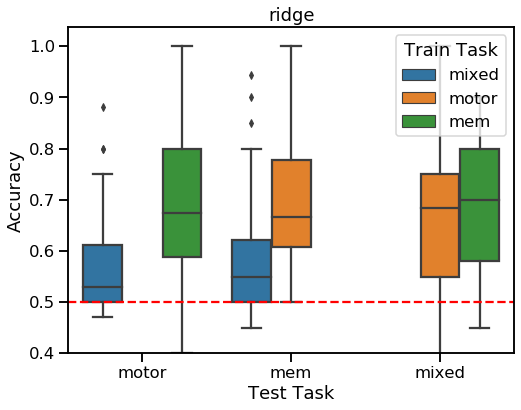 ridge
Train Task
mixed
motor
mem
Accuracy
1.0
0.9
0.8
0.7
0.6
0.5
0.4
motor mem mixed
Test Task